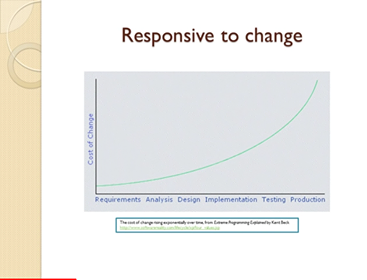 Responsive to change
Cost of Change
Requirements Analysis Design Implementation Testing Production
The cost of change rising exponentially over time, from Extreme Programming Explained by Kent Beck